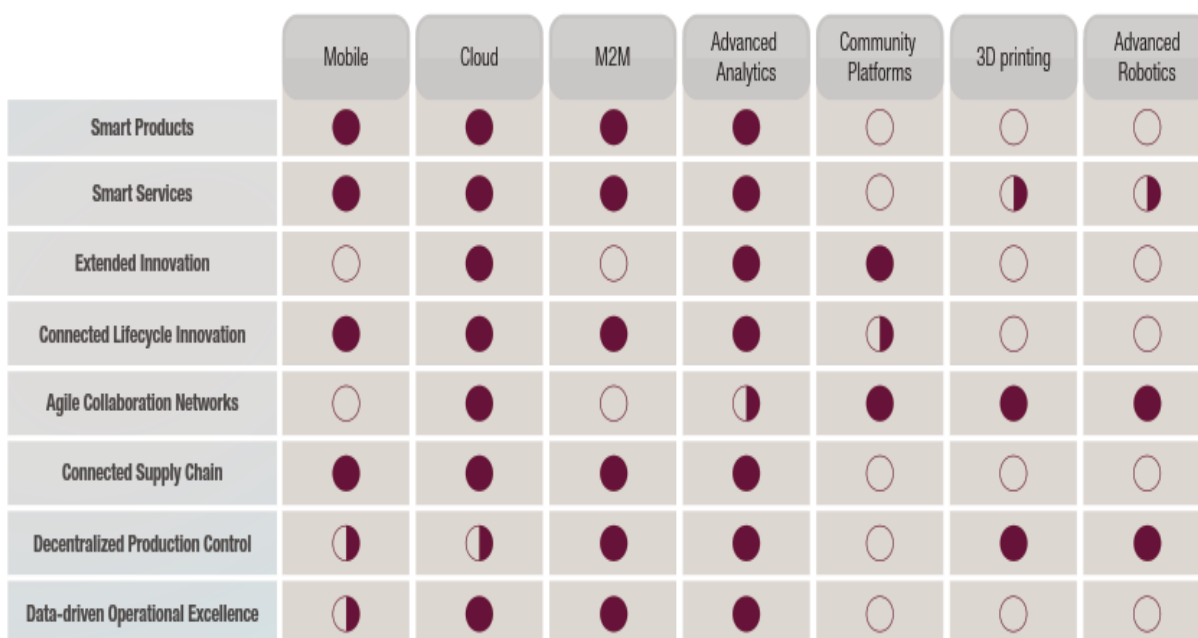 Mobile
Cloud
M2M
Advanced
Analytics
Community
Platforms
3D printing
Advanced
Robotics
Smart Products
Smart Services
Extended Innovation
Connected Lifecycle Innovation
Agile Collaboration Networks
Connected Supply Chain
Decentralized Production Control
Data-driven Operational Excellence